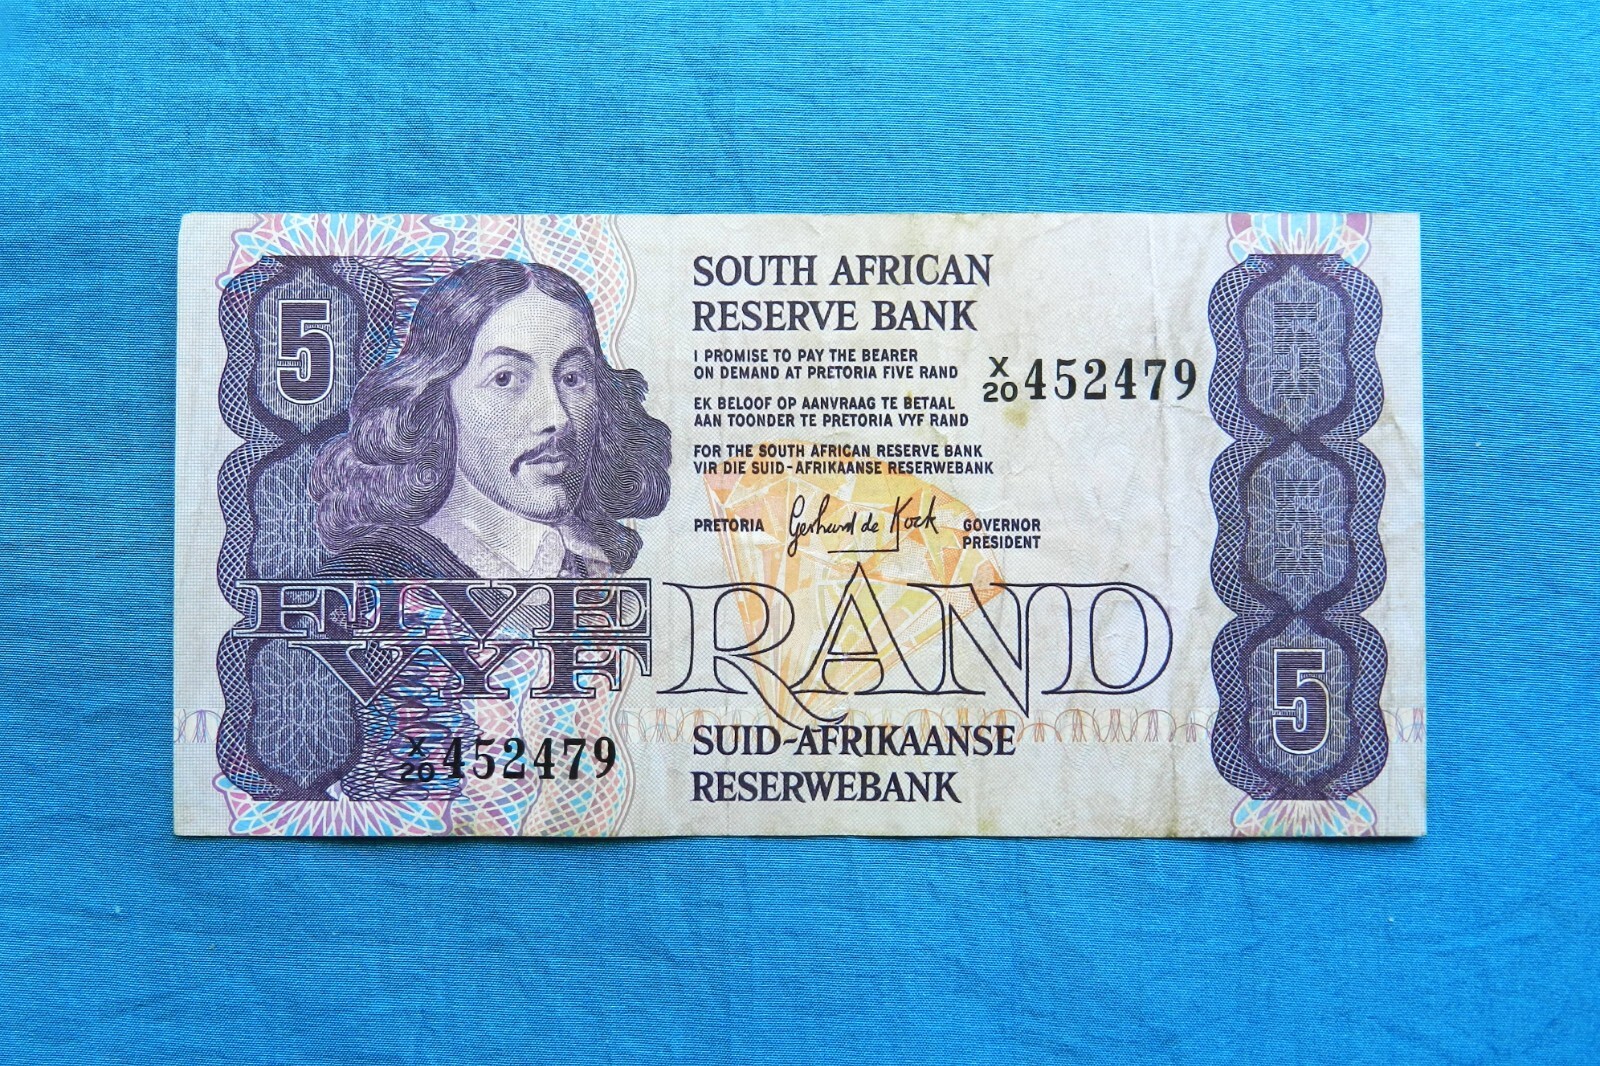 5
SOUTH AFRICAN
RESERVE BANK
I PROMISE TO PAY THE BEARER
ON DEMAND AT PRETORIA FIVE RAND
X
20 452479
EK BELOOF OP AANVRAAG TE BETAAL
AAN TOONDER TE PRETORIA VYF RAND
FOR THE SOUTH AFRICAN RESERVE BANK
VIR DIE SUID-AFRIKAANSE RESERWEBANK
PRETORIA Gerhard de Kock GOVERNOR
PRESIDENT
FIVE
VYF RAND
5
SUID-AFRIKAANSE
RESERWEBANK
X
20 452479